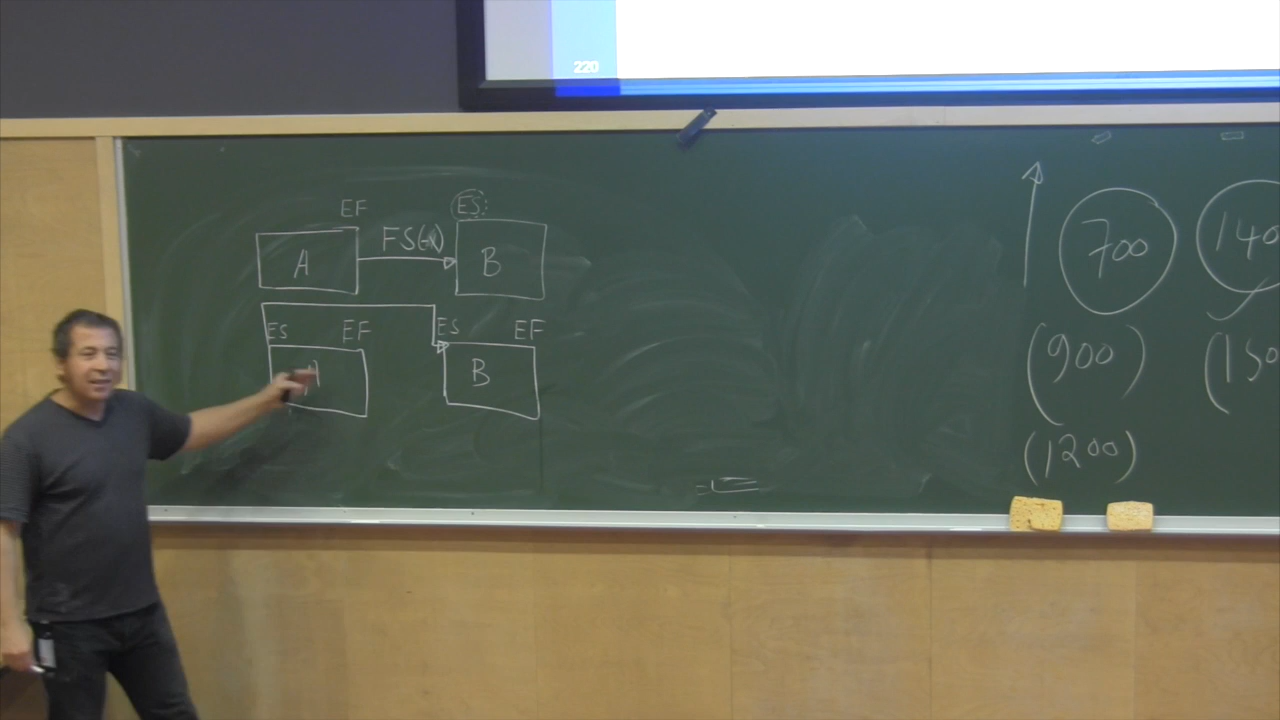 220
EF ES
A FS(x) B
ES EF ES EF
A B
700
(900)
(1200)